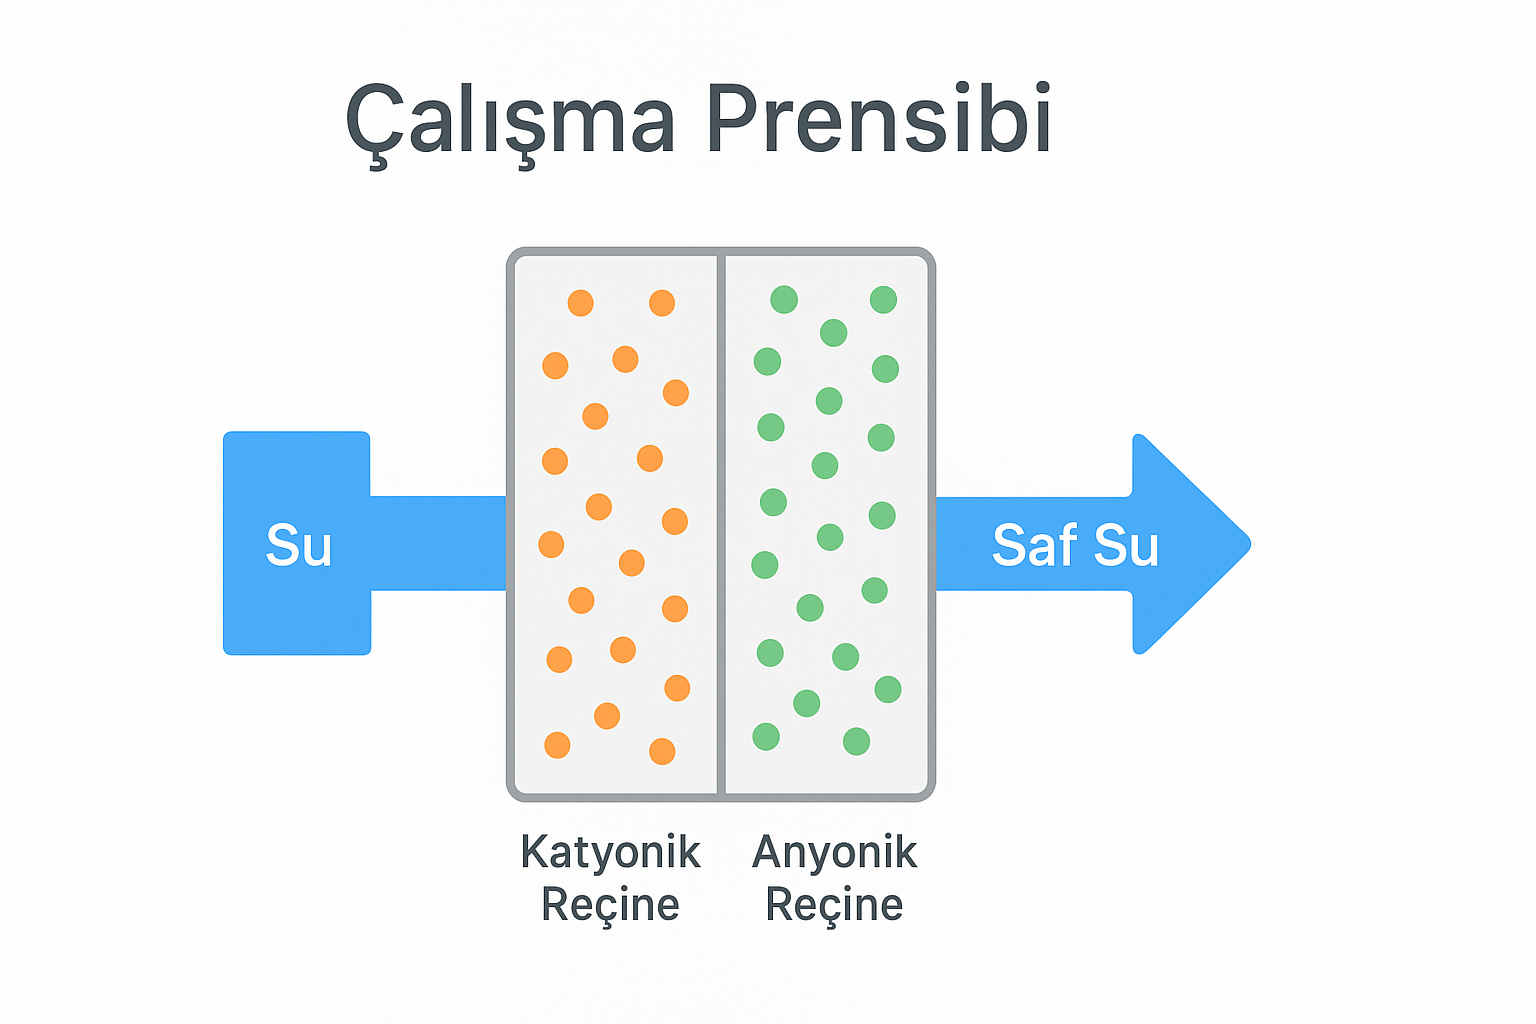 Çalışma Prensibi
Su
Saf Su
Katyonik
Reçine
Anyonik
Reçine